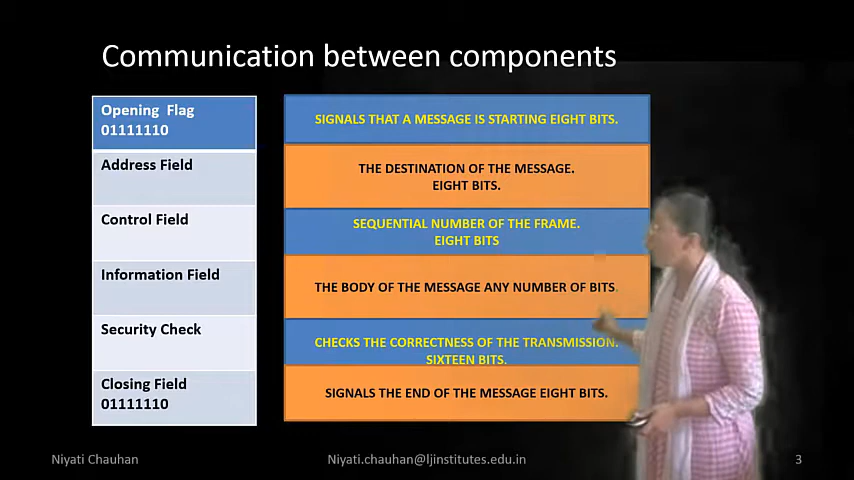 Communication between components
Opening Flag
01111110
SIGNALS THAT A MESSAGE IS STARTING EIGHT BITS.
Address Field
THE DESTINATION OF THE MESSAGE.
EIGHT BITS.
Control Field
SEQUENTIAL NUMBER OF THE FRAME.
EIGHT BITS
Information Field
THE BODY OF THE MESSAGE ANY NUMBER OF BITS.
Security Check
CHECKS THE CORRECTNESS OF THE TRANSMISSION.
SIXTEEN BITS.
Closing Field
01111110
SIGNALS THE END OF THE MESSAGE EIGHT BITS.
Niyati Chauhan
Niyati.chauhan@ljinstitutes.edu.in
3